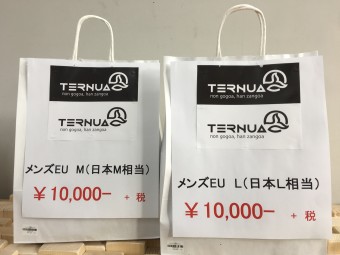 TERNUA
non gogoa, han zangoa
TERNUA
non gogoa, han zangoa
メンズEU M(日本M相当)
¥10,000− + 税
TERNUA
non gogoa, han zangoa
TERNUA
non gogoa, han zangoa
メンズEU L(日本L相当)
¥10,000− + 税